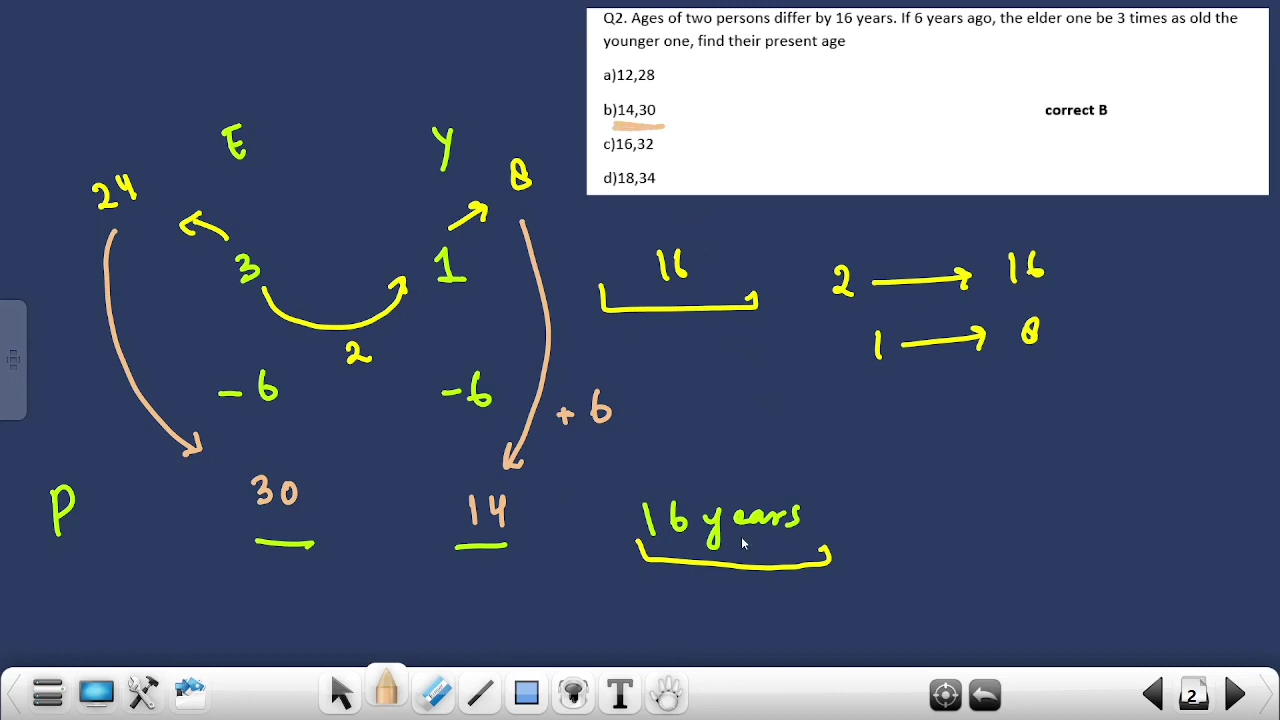 Q2. Ages of two persons differ by 16 years. If 6 years ago, the elder one be 3 times as old the
younger one, find their present age
a)12,28
b)14,30 correct B
c)16,32
d)18,34
E Y
24 8
3 1 16 2 → 16
2 1 → 8
- 6 - 6 + 6
P 30 14 16 years
T 2